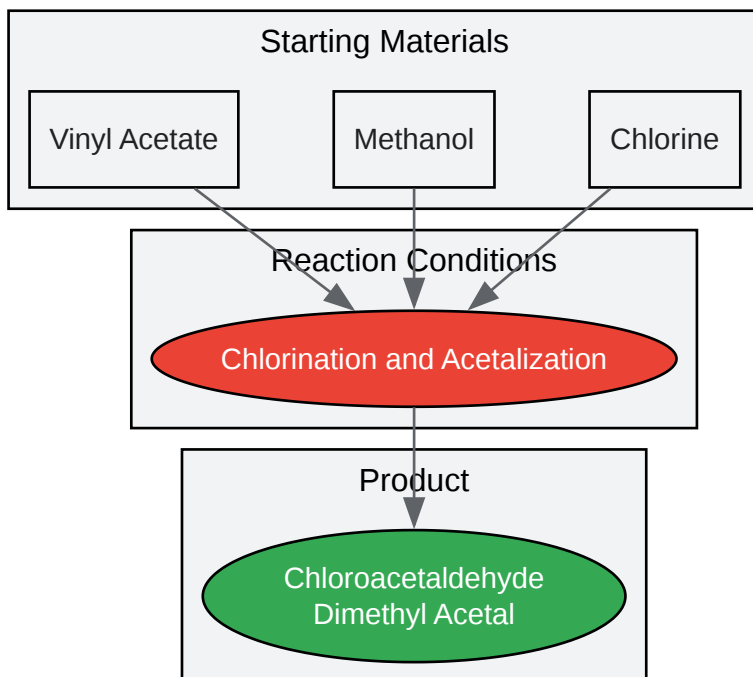 Starting Materials
Vinyl Acetate
Methanol
Chlorine
Reaction Conditions
Chlorination and Acetalization
Product
Chloroacetaldehyde
Dimethyl Acetal